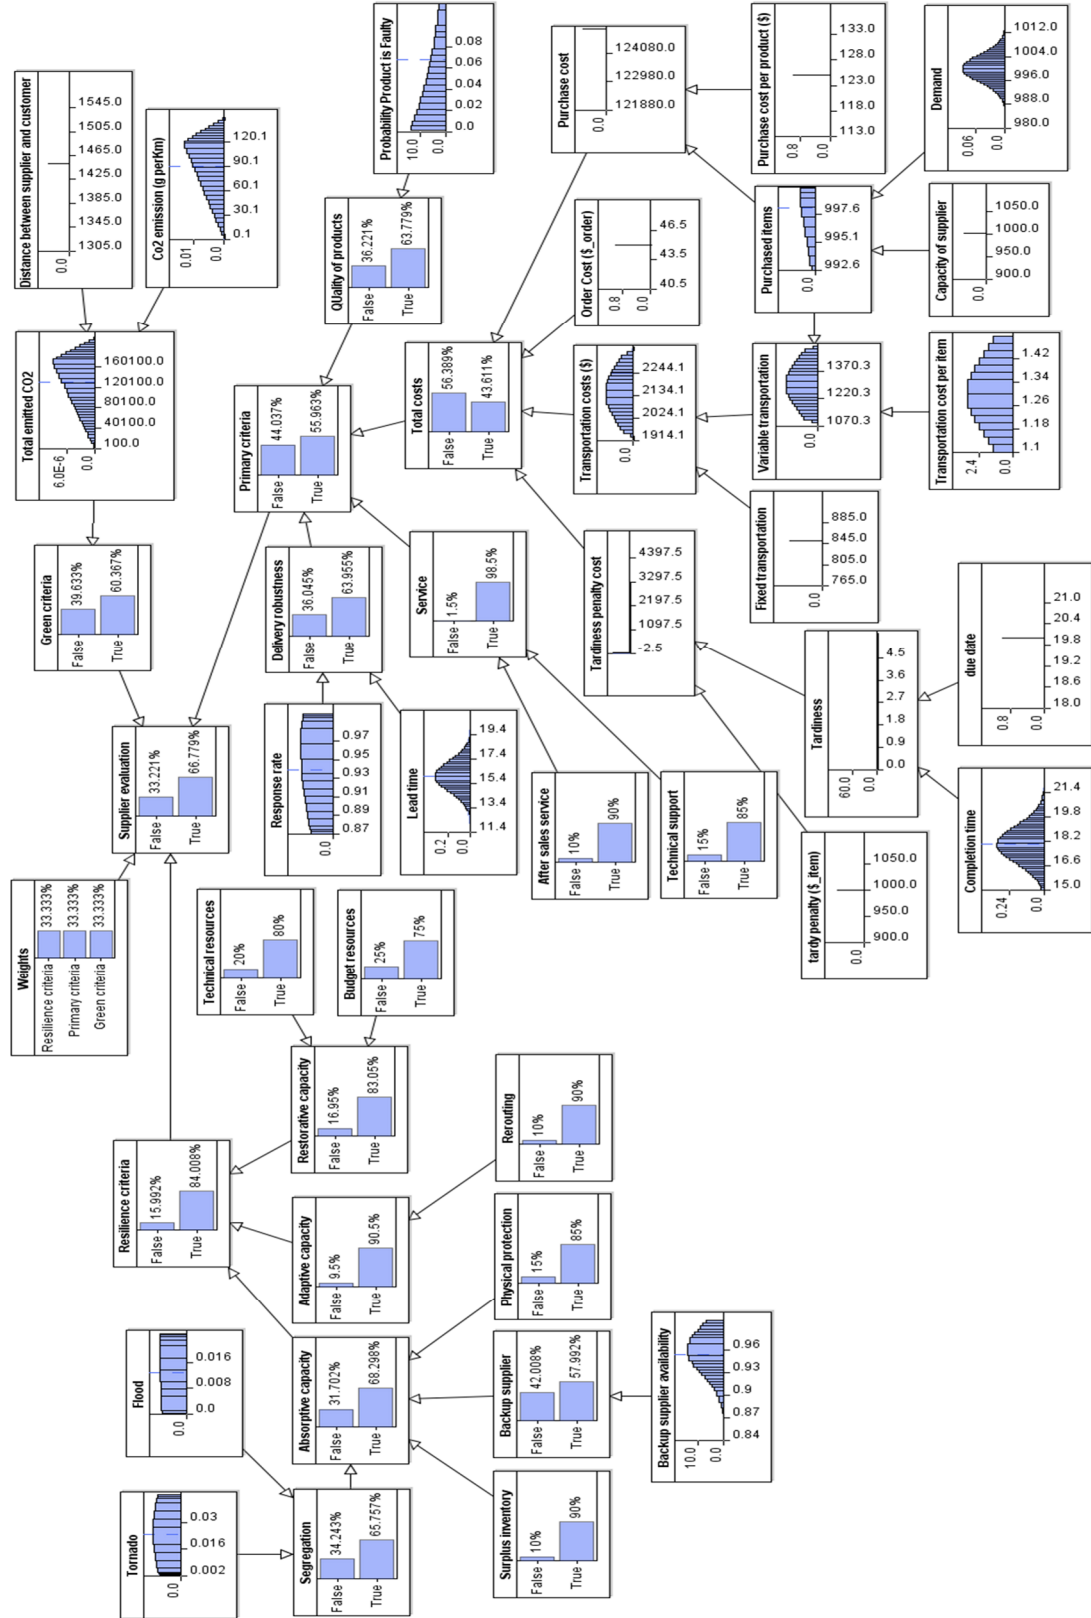 Weights
Resilience criteria 33.333%
Primary criteria 33.333%
Green criteria 33.333%
Supplier evaluation
False 33.221%
True 66.779%
Green criteria
False 39.633%
True 60.367%
Total emitted CO2
6.0E-6
0.0
100.0 40100.0 80100.0 120100.0 160100.0
Distance between supplier and customer
0.0
1305.0 1345.0 1385.0 1425.0 1465.0 1505.0 1545.0
Co2 emission (g perKm)
0.01
0.0
0.1 30.1 60.1 90.1 120.1
Tornado
0.0
0.002 0.016 0.03
Flood
0.0
0.0 0.008 0.016
Resilience criteria
False 15.992%
True 84.008%
Technical resources
False 20%
True 80%
Budget resources
False 25%
True 75%
Response rate
0.0
0.87 0.89 0.91 0.93 0.95 0.97
Delivery robustness
False 36.045%
True 63.955%
Primary criteria
False 44.037%
True 55.963%
QUality of products
False 36.221%
True 63.779%
Probability Product is Faulty
10.0
0.0
0.0 0.02 0.04 0.06 0.08
Segregation
False 34.243%
True 65.757%
Absorptive capacity
False 31.702%
True 68.298%
Adaptive capacity
False 9.5%
True 90.5%
Restorative capacity
False 16.95%
True 83.05%
Lead time
0.2
0.0
11.4 13.4 15.4 17.4 19.4
Service
False 1.5%
True 98.5%
Total costs
False 56.389%
True 43.611%
Surplus inventory
False 10%
True 90%
Backup supplier
False 42.008%
True 57.992%
Physical protection
False 15%
True 85%
Rerouting
False 10%
True 90%
After sales service
False 10%
True 90%
Technical support
False 15%
True 85%
Tardiness penalty cost
-2.5 1097.5 2197.5 3297.5 4397.5
Transportation costs ($)
0.0
1914.1 2024.1 2134.1 2244.1
Order Cost ($_order)
0.8
0.0
40.5 43.5 46.5
Purchase cost
0.0
121880.0 122980.0 124080.0
Backup supplier availability
10.0
0.0
0.84 0.87 0.9 0.93 0.96
Fixed transportation
0.0
765.0 805.0 845.0 885.0
Variable transportation
0.0
1070.3 1220.3 1370.3
Purchased items
0.0
992.6 995.1 997.6
Purchase cost per product ($)
0.8
0.0
113.0 118.0 123.0 128.0 133.0
tardy penalty ($_item)
0.0
900.0 950.0 1000.0 1050.0
Tardiness
60.0
0.0
0.0 0.9 1.8 2.7 3.6 4.5
Transportation cost per item
2.4
0.0
1.1 1.18 1.26 1.34 1.42
Capacity of supplier
0.0
900.0 950.0 1000.0 1050.0
Demand
0.06
0.0
980.0 988.0 996.0 1004.0 1012.0
Completion time
0.24
0.0
15.0 16.6 18.2 19.8 21.4
due date
0.8
0.0
18.0 18.6 19.2 19.8 20.4 21.0